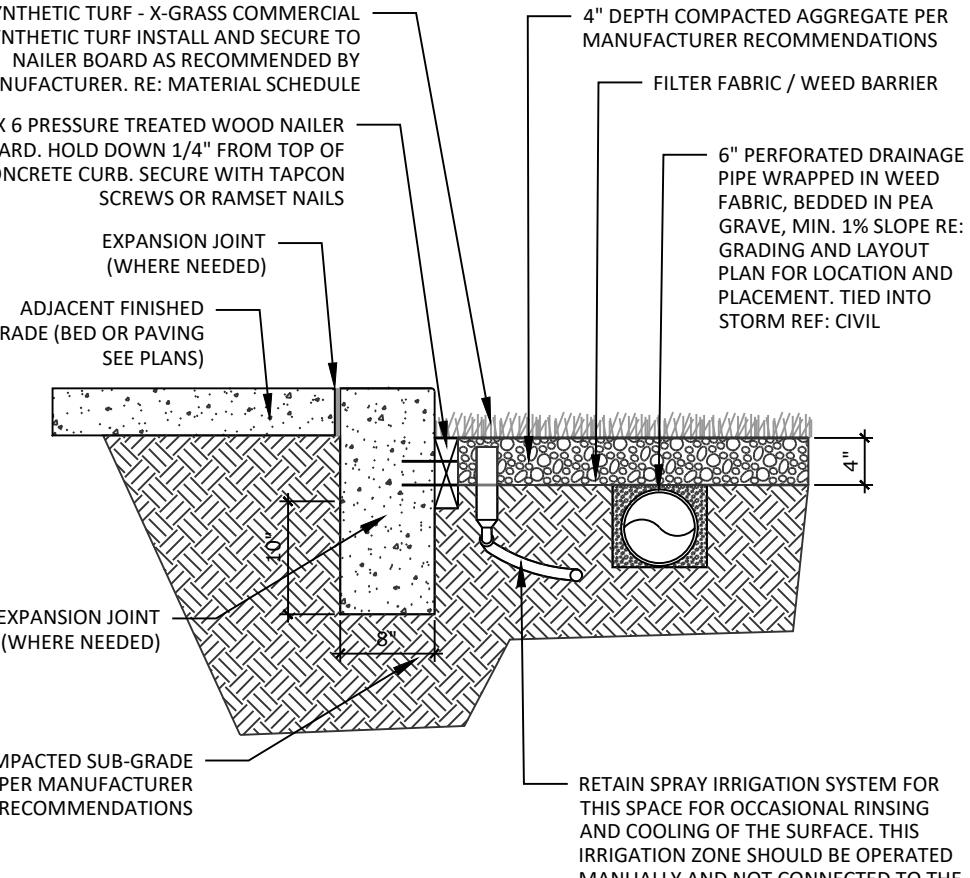 YNTHETIC TURF - X-GRASS COMMERCIAL
YNTHETIC TURF INSTALL AND SECURE TO
NAILER BOARD AS RECOMMENDED BY
NUFACTURER. RE: MATERIAL SCHEDULE
X 6 PRESSURE TREATED WOOD NAILER
ARD. HOLD DOWN 1/4" FROM TOP OF
ONCRETE CURB. SECURE WITH TAPCON
SCREWS OR RAMSET NAILS
EXPANSION JOINT
(WHERE NEEDED)
ADJACENT FINISHED
RADE (BED OR PAVING
SEE PLANS)
EXPANSION JOINT
(WHERE NEEDED)
MPACTED SUB-GRADE
PER MANUFACTURER
RECOMMENDATIONS
10"
8"
4" DEPTH COMPACTED AGGREGATE PER
MANUFACTURER RECOMMENDATIONS
FILTER FABRIC / WEED BARRIER
6" PERFORATED DRAINAGE
PIPE WRAPPED IN WEED
FABRIC, BEDDED IN PEA
GRAVE, MIN. 1% SLOPE RE:
GRADING AND LAYOUT
PLAN FOR LOCATION AND
PLACEMENT. TIED INTO
STORM REF: CIVIL
4"
RETAIN SPRAY IRRIGATION SYSTEM FOR
THIS SPACE FOR OCCASIONAL RINSING
AND COOLING OF THE SURFACE. THIS
IRRIGATION ZONE SHOULD BE OPERATED
MANUALLY AND NOT CONNECTED TO THE